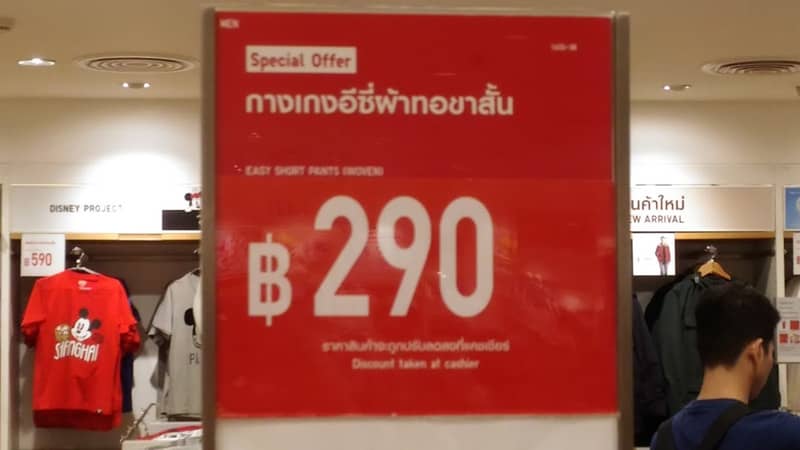 MEN
Special Offer
กางเกงอีซี่ผ้าทอขาสั้น
EASY SHORT PANTS (WOVEN)
฿ 290
ราคาสินค้าจะถูกปรับลดลงที่แคชเชียร์
Discount taken at cashier
DISNEY PROJECT
฿ 590
SHANGHAI
นค้าใหม่
EW ARRIVAL